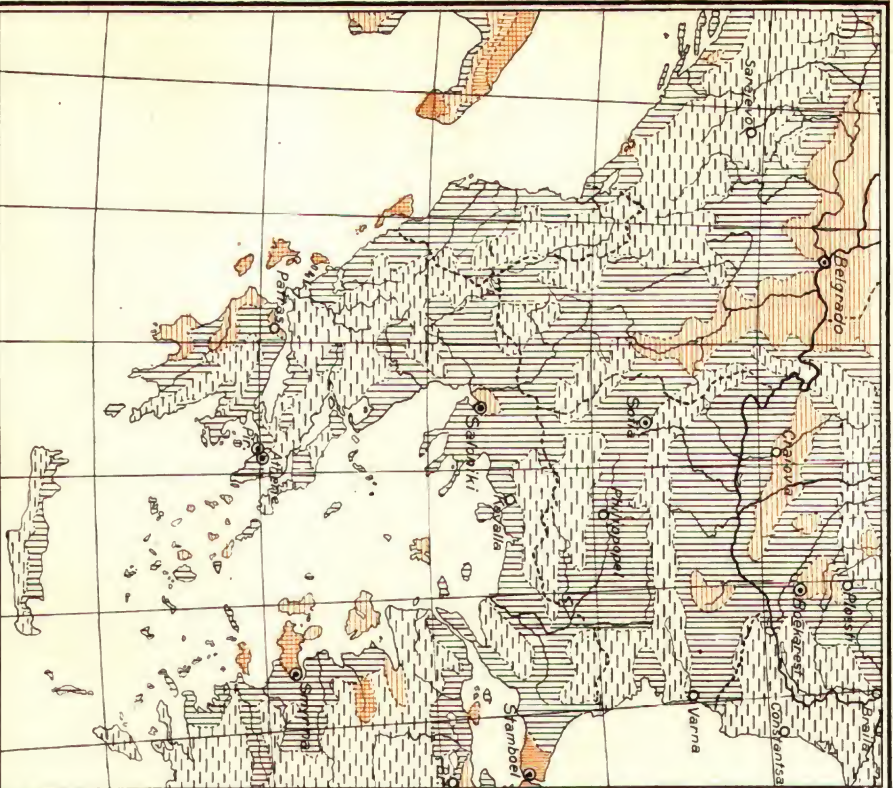 Sarajevo
Belgrado
Craiova
Ploesti
Boekarest
Braila
Constantsa
Varna
Sofia
Philippopel
Saloniki
Kavalla
Stamboel
Patras
Athene
Smyrna